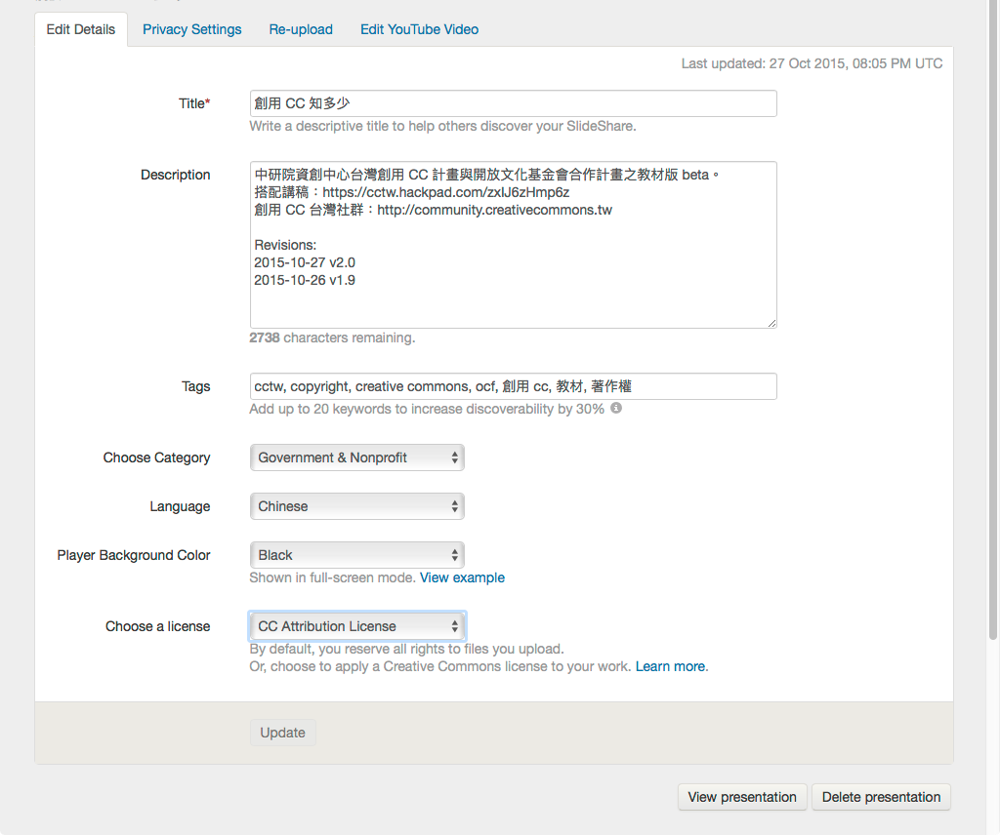 Edit Details
Privacy Settings
Re-upload
Edit YouTube Video
Last updated: 27 Oct 2015, 08:05 PM UTC
Title*
創用 CC 知多少
Write a descriptive title to help others discover your SlideShare.
Description
中研院資創中心台灣創用 CC 計畫與開放文化基金會合作計畫之教材版 beta。
搭配講稿：https://cctw.hackpad.com/zxIJ6zHmp6z
創用 CC 台灣社群：http://community.creativecommons.tw
Revisions:
2015-10-27 v2.0
2015-10-26 v1.9
2738 characters remaining.
Tags
cctw, copyright, creative commons, ocf, 創用 cc, 教材, 著作權
Add up to 20 keywords to increase discoverability by 30%
Choose Category
Government & Nonprofit
Language
Chinese
Player Background Color
Black
Shown in full-screen mode. View example
Choose a license
CC Attribution License
By default, you reserve all rights to files you upload.
Or, choose to apply a Creative Commons license to your work. Learn more.
Update
View presentation
Delete presentation